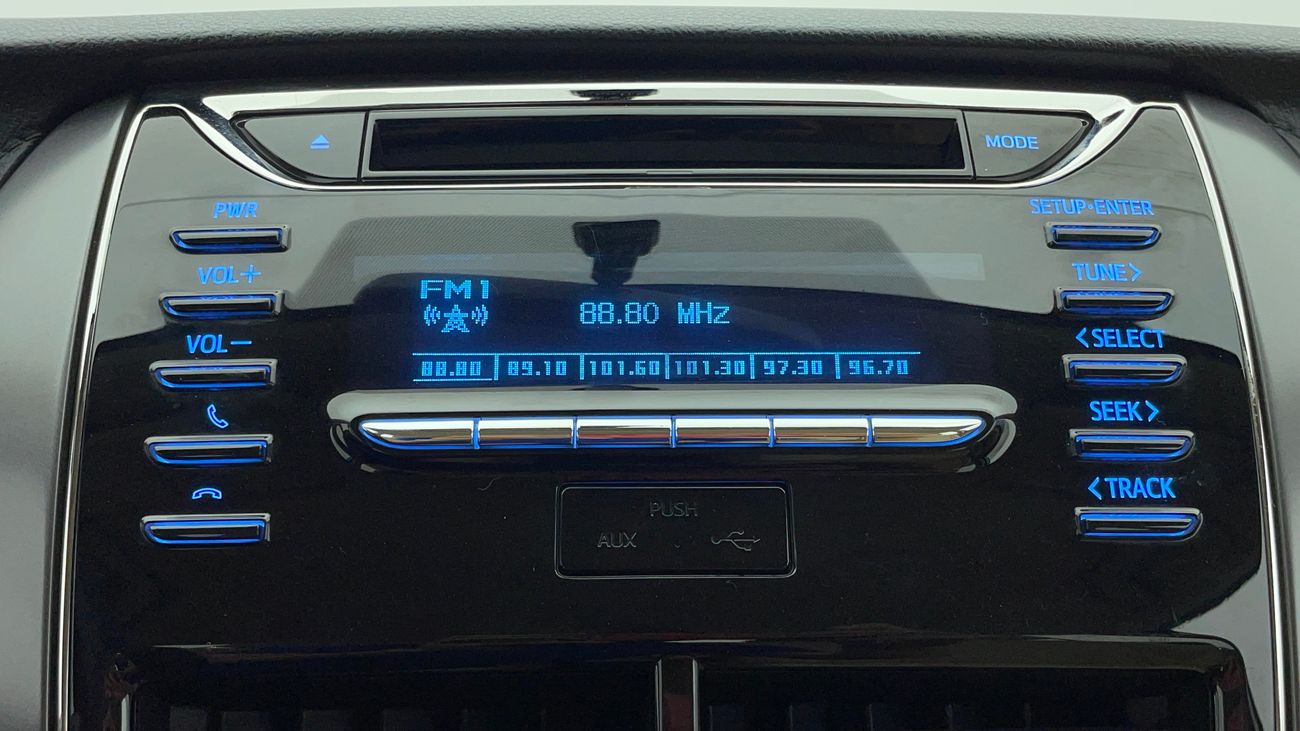 MODE
PWR
SETUP·ENTER
VOL+
TUNE>
FM1
88.80 MHz
VOL−
<SELECT
88.80 89.10 101.60 101.30 97.30 96.70
SEEK>
<TRACK
PUSH
AUX